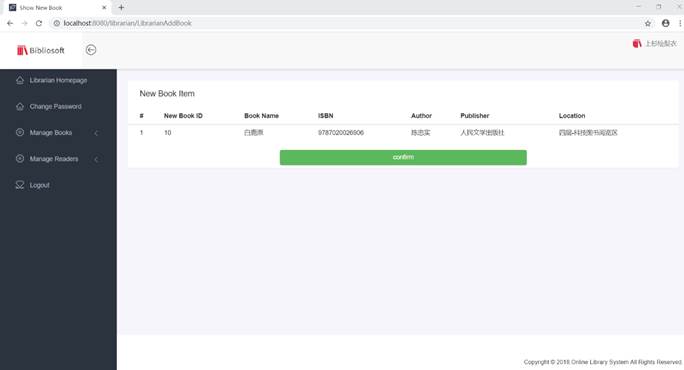 Show New Book
localhost:8080/librarian/LibrarianAddBook
Bibliosoft
上杉绘梨衣
Librarian Homepage
Change Password
Manage Books
Manage Readers
Logout
New Book Item
# New Book ID Book Name ISBN Author Publisher Location
1 10 白鹿原 9787020026906 陈忠实 人民文学出版社 四层-科技图书阅览区
confirm
Copyright © 2018.Online Library System All Rights Reserved.